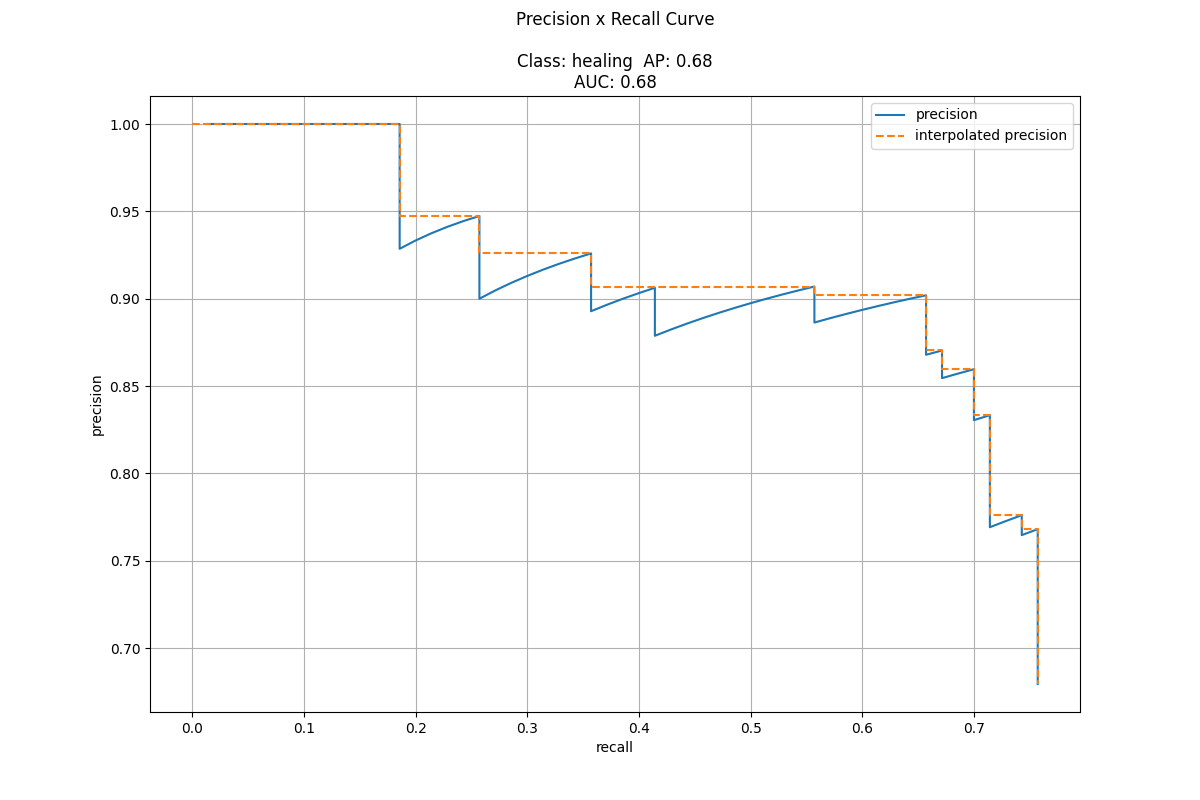 Precision x Recall Curve
Class: healing  AP: 0.68
AUC: 0.68
precision
interpolated precision
1.00
0.95
0.90
0.85
0.80
0.75
0.70
precision
0.0 0.1 0.2 0.3 0.4 0.5 0.6 0.7
recall